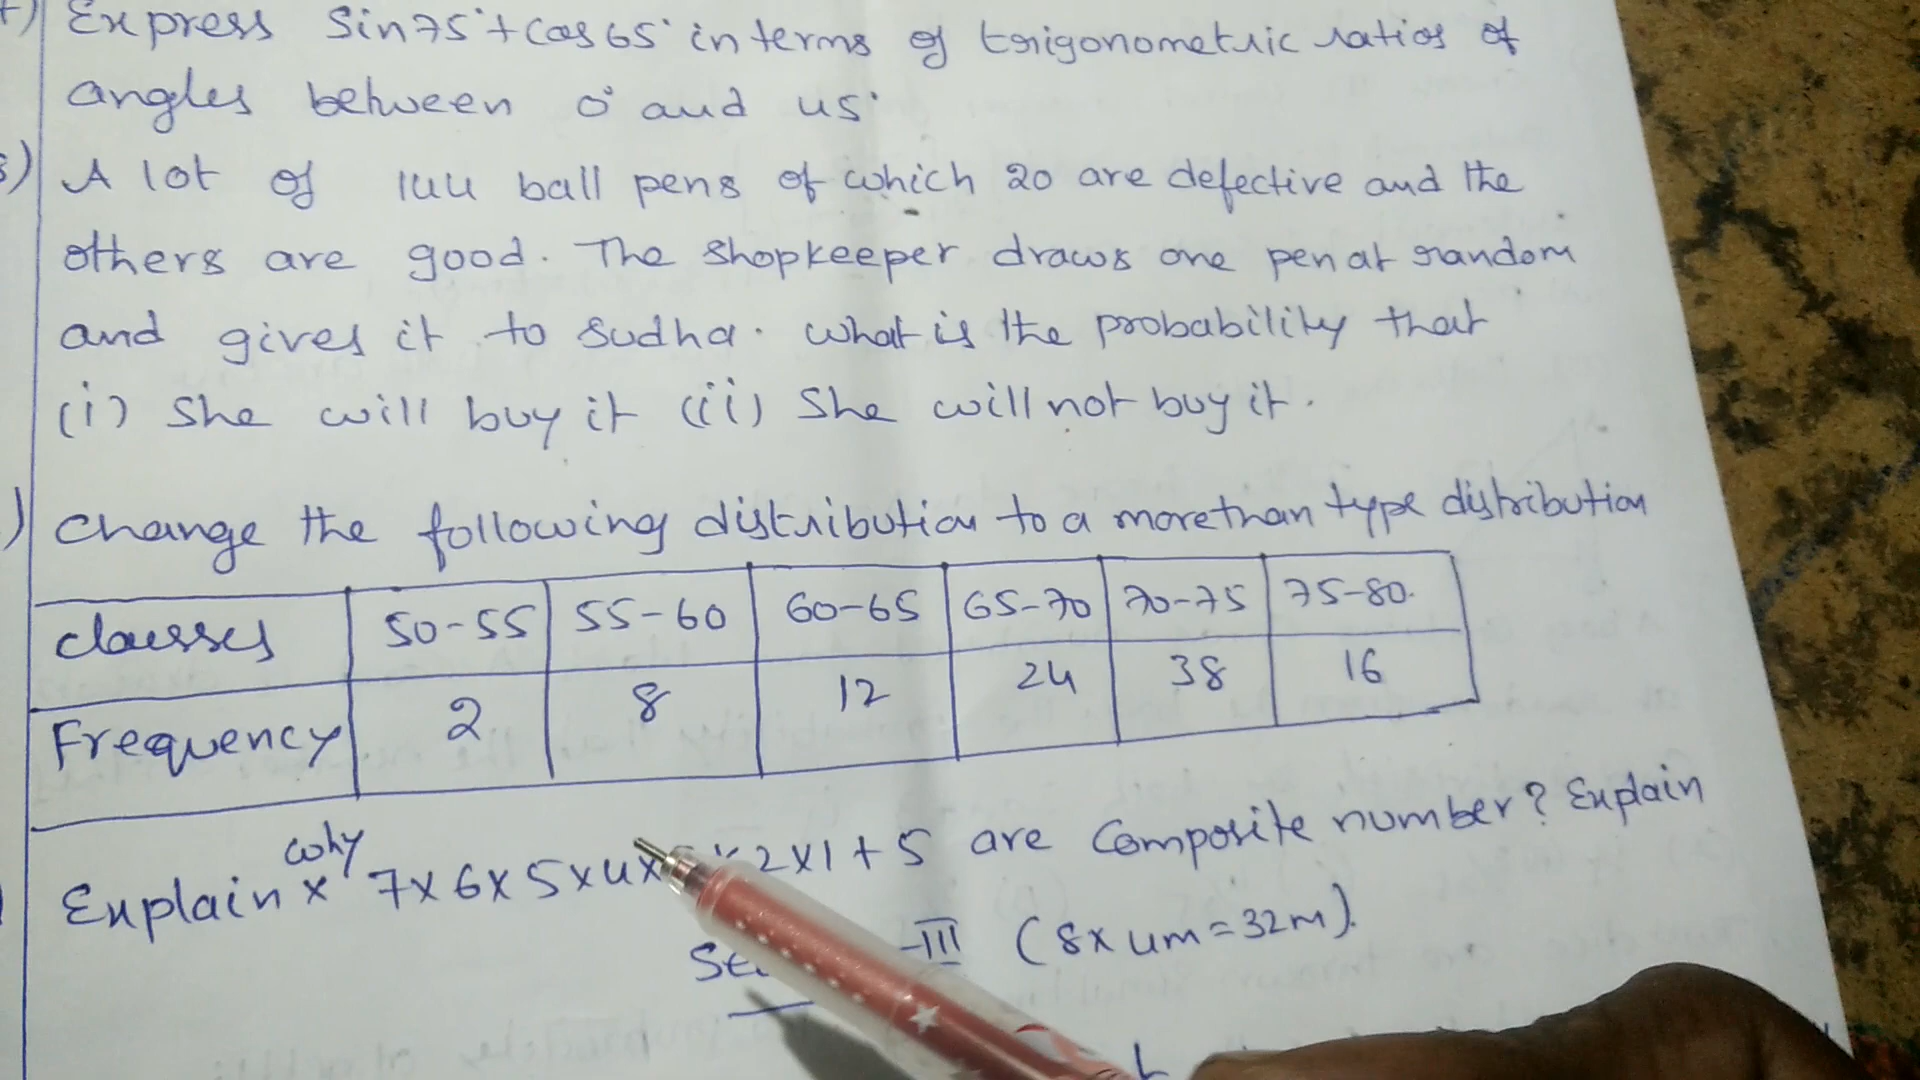 Express Sin75° + Cos65° in terms of trigonometric ratios of
angles between 0° and 45°
A lot of 144 ball pens of which 20 are defective and the
others are good. The shopkeeper draws one pen at random
and gives it to Sudha. What is the probability that
(i) She will buy it (ii) She will not buy it.
) Change the following distribution to a more than type distribution
classes 50-55 55-60 60-65 65-70 70-75 75-80
Frequency 2 8 12 24 38 16
why
Explain x 7x6x5x4x 2x1+5 are Composite number? Explain
-III (8x4m=32m).